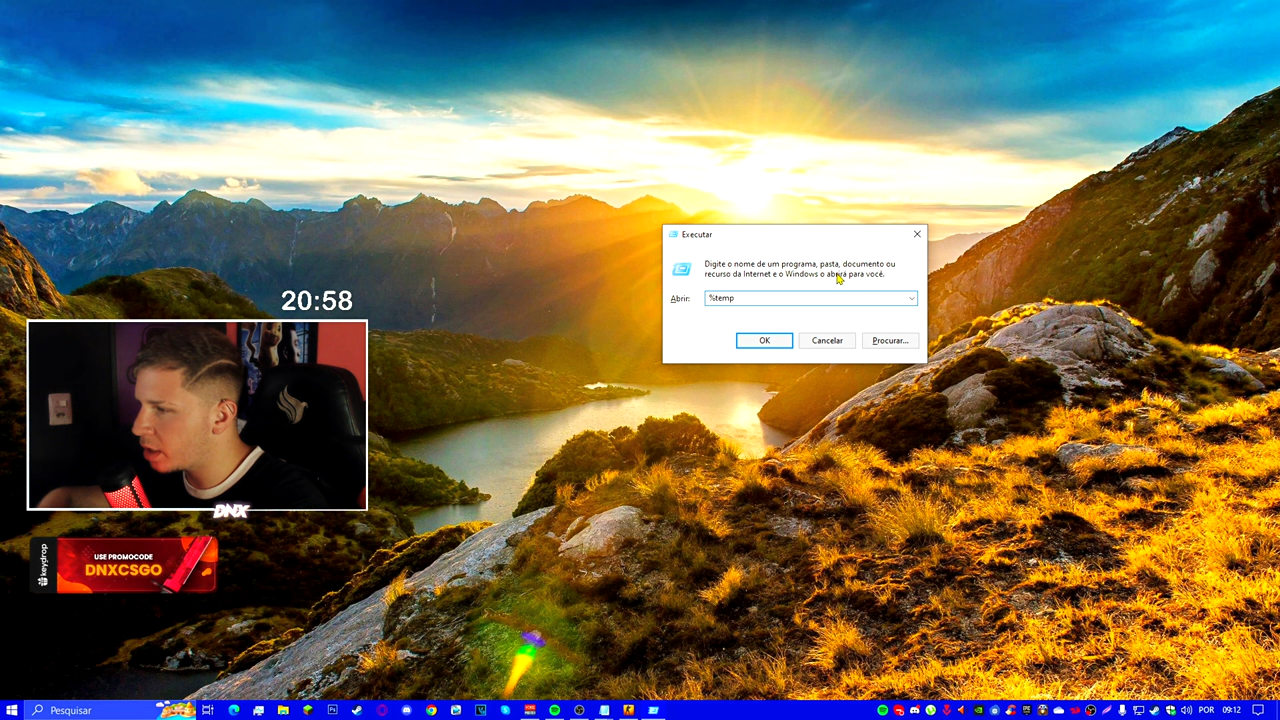 Executar
Digite o nome de um programa, pasta, documento ou
recurso da Internet e o Windows o abrirá para você.
Abrir:
%temp
OK
Cancelar
Procurar...
20:58
DNX
keydrop
USE PROMOCODE
DNXCSGO
Pesquisar
POR
09:12